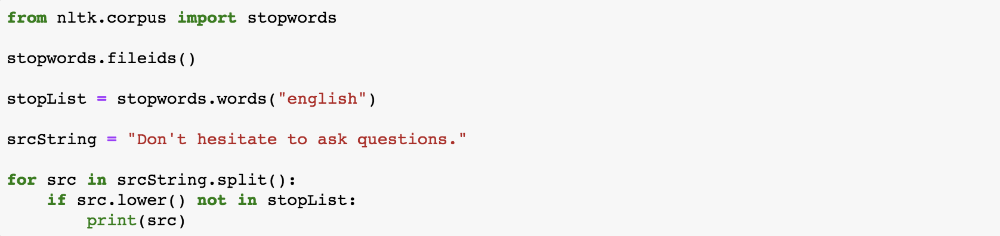 from nltk.corpus import stopwords
stopwords.fileids()
stopList = stopwords.words("english")
srcString = "Don't hesitate to ask questions."
for src in srcString.split():
    if src.lower() not in stopList:
        print(src)